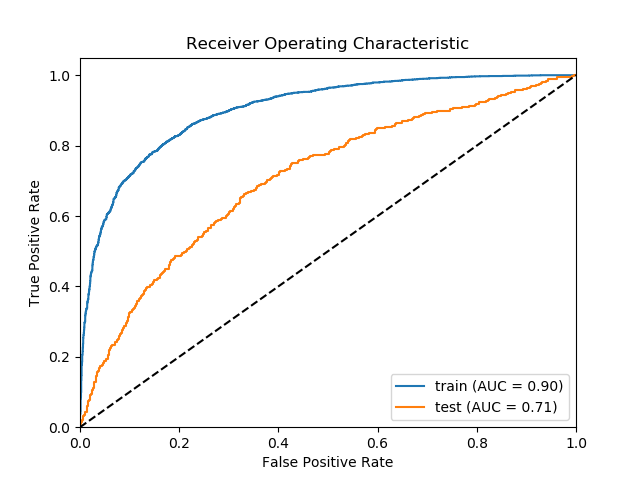 Receiver Operating Characteristic
1.0
0.8
0.6
0.4
0.2
0.0
True Positive Rate
train (AUC = 0.90)
test (AUC = 0.71)
0.0 0.2 0.4 0.6 0.8 1.0
False Positive Rate